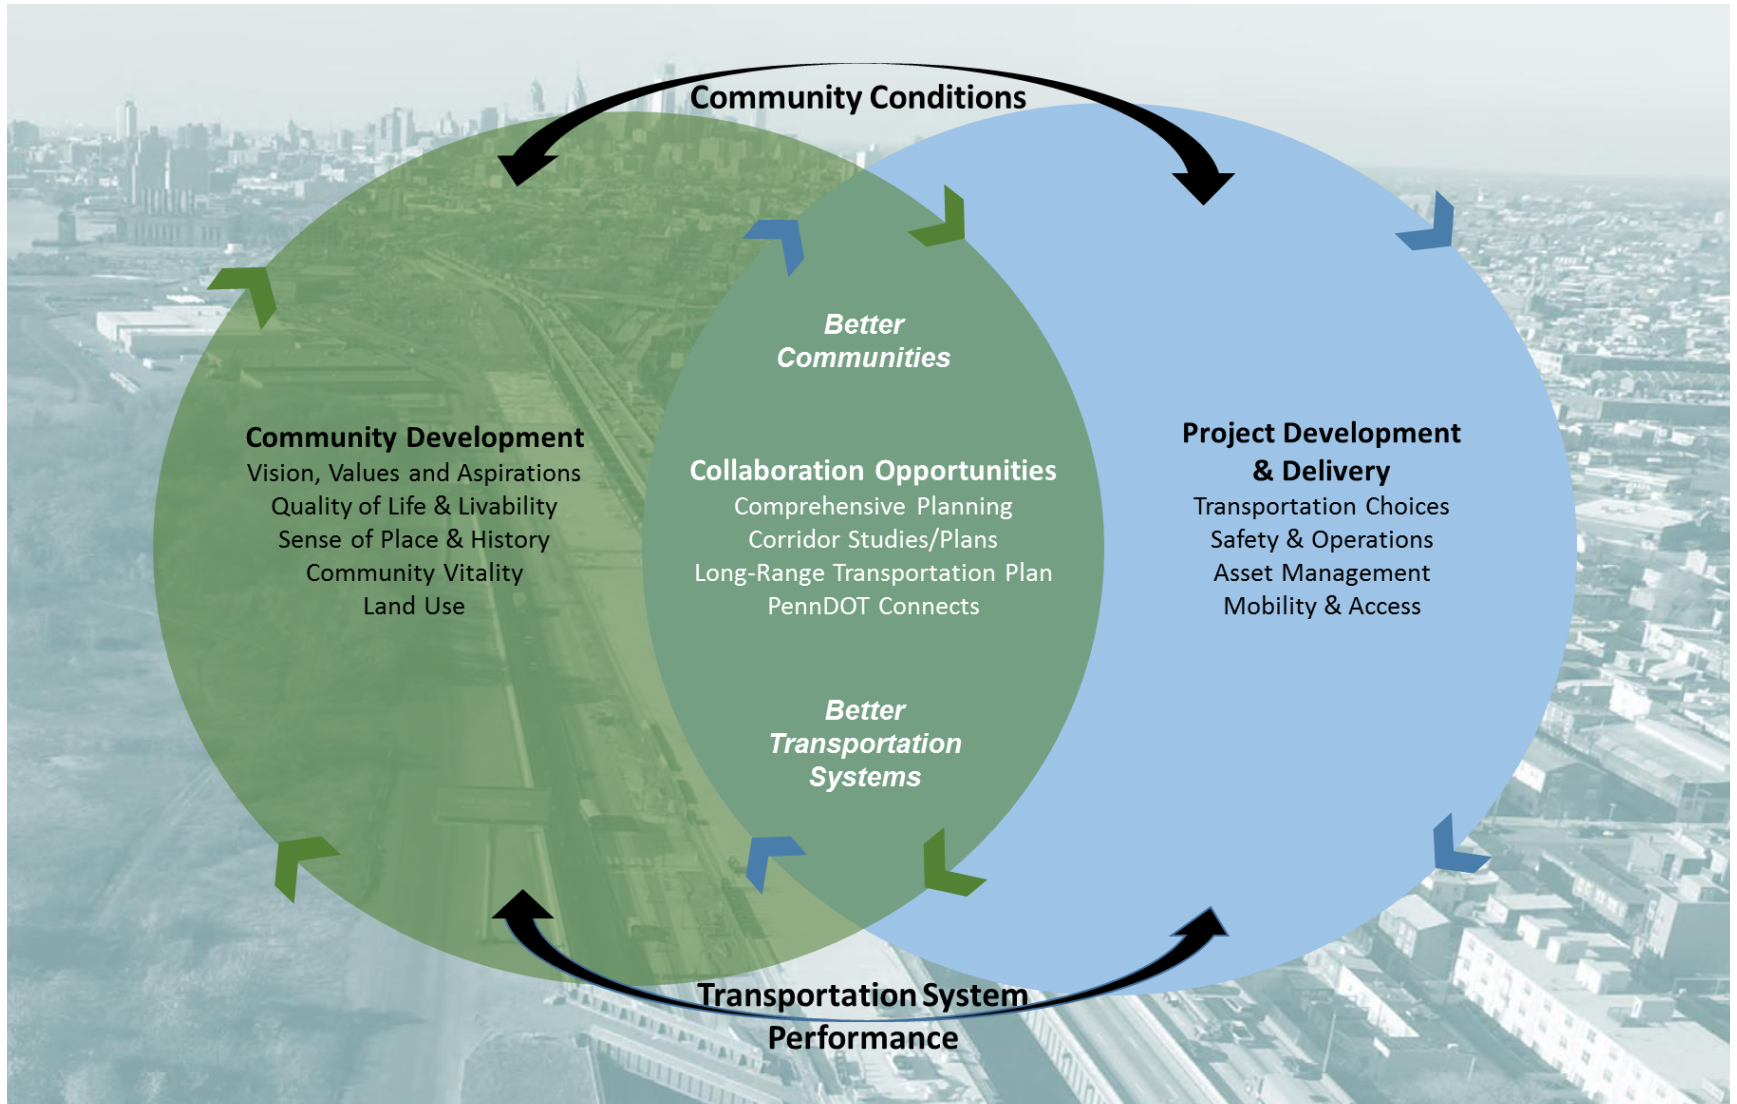 Community Conditions
Better
Communities
Community Development
Vision, Values and Aspirations
Quality of Life & Livability
Sense of Place & History
Community Vitality
Land Use
Collaboration Opportunities
Comprehensive Planning
Corridor Studies/Plans
Long-Range Transportation Plan
PennDOT Connects
Project Development
& Delivery
Transportation Choices
Safety & Operations
Asset Management
Mobility & Access
Better
Transportation
Systems
Transportation System
Performance